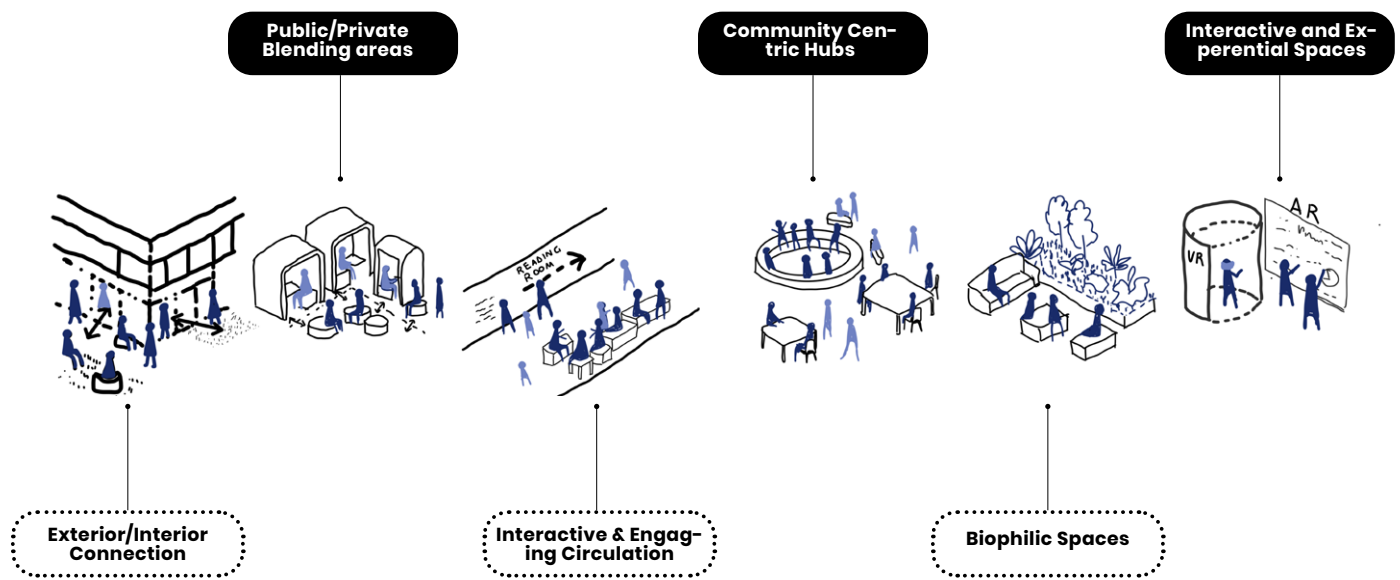 Public/Private
Blending areas
Community Cen-
tric Hubs
Interactive and Ex-
perential Spaces
READING
ROOM
AR
VR
Exterior/Interior
Connection
Interactive & Engag-
ing Circulation
Biophilic Spaces